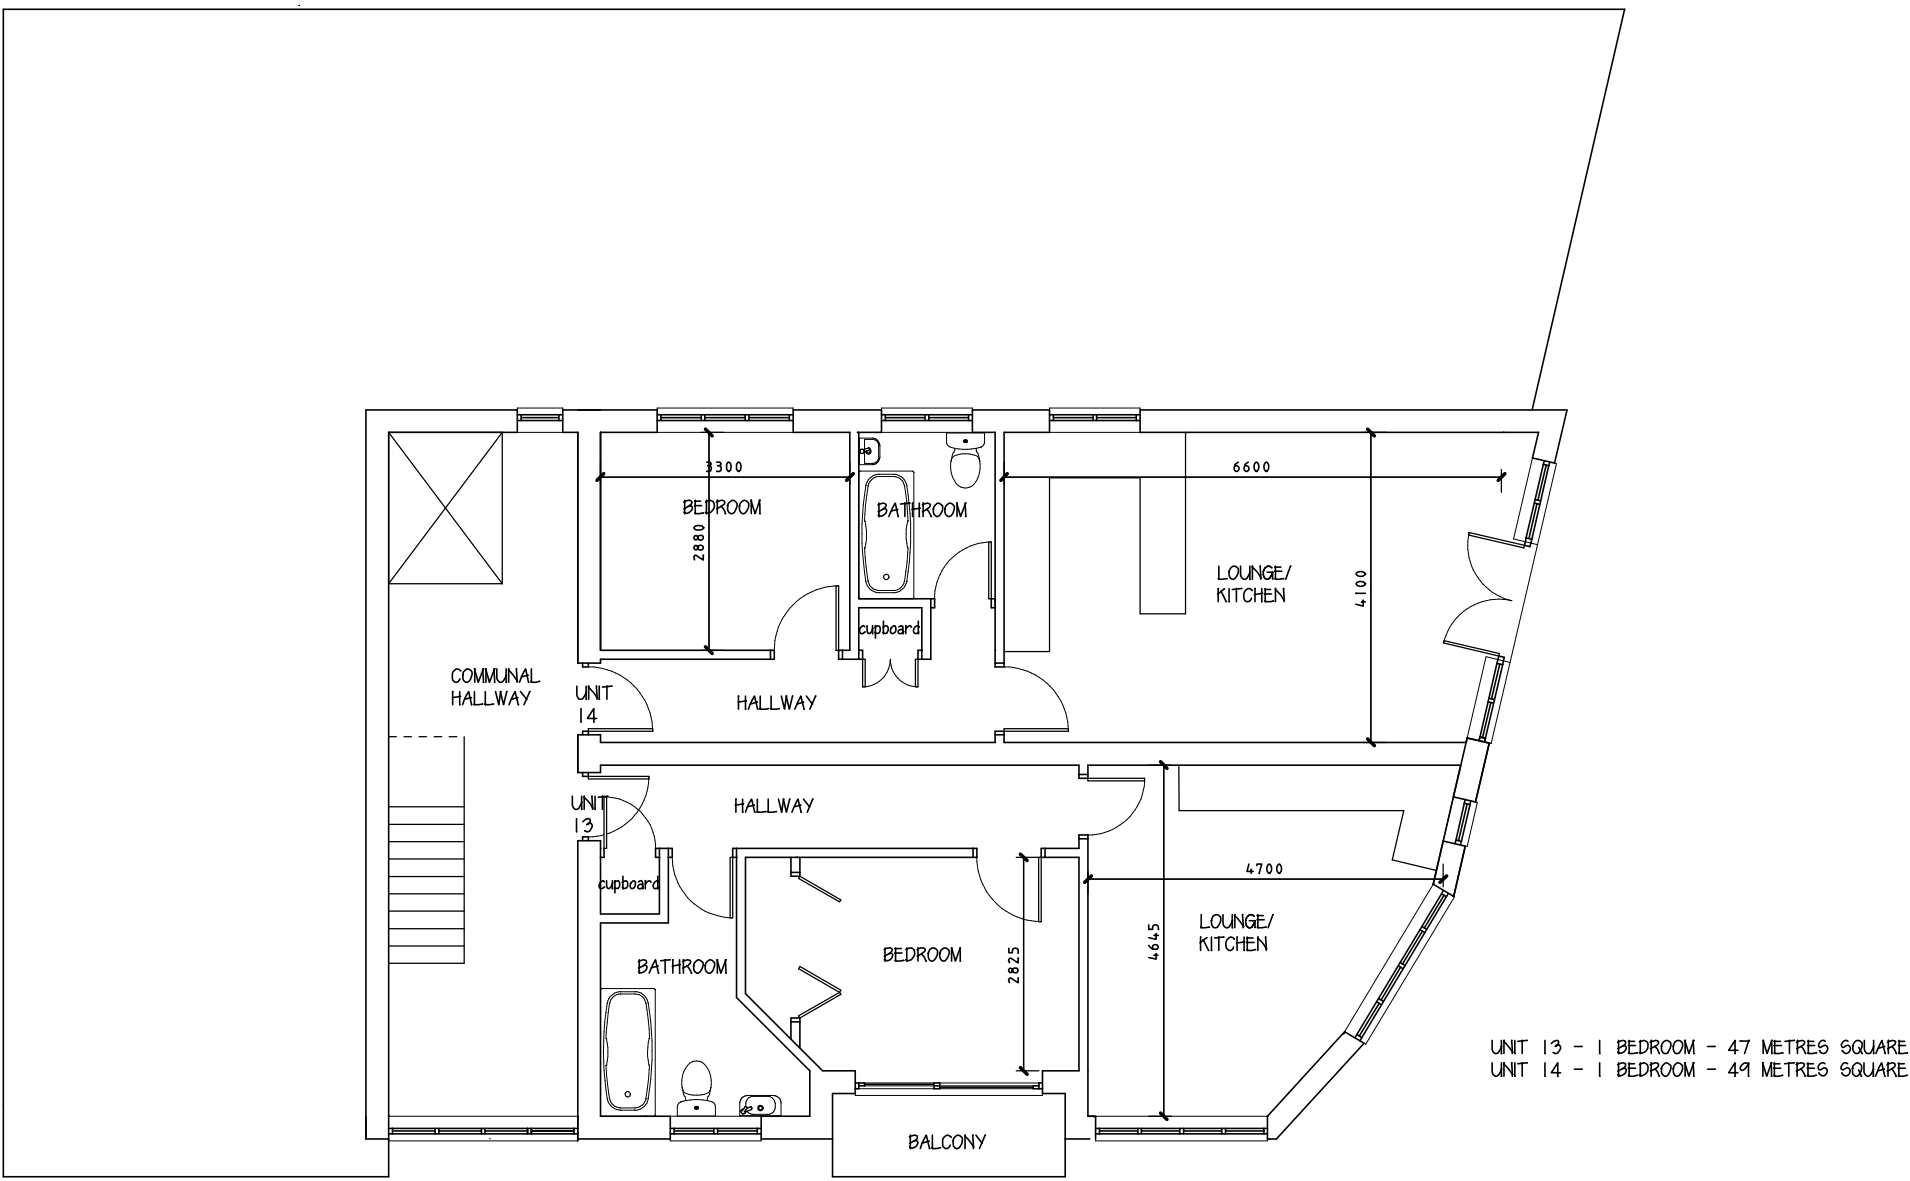 3300
6600
BEDROOM
BATHROOM
2880
LOUNGE/
KITCHEN
4100
cupboard
COMMUNAL
HALLWAY
UNIT
14
HALLWAY
UNIT
13
HALLWAY
4700
cupboard
LOUNGE/
KITCHEN
4645
BEDROOM
2825
BATHROOM
UNIT 13 - 1 BEDROOM - 47 METRES SQUARE
UNIT 14 - 1 BEDROOM - 49 METRES SQUARE
BALCONY